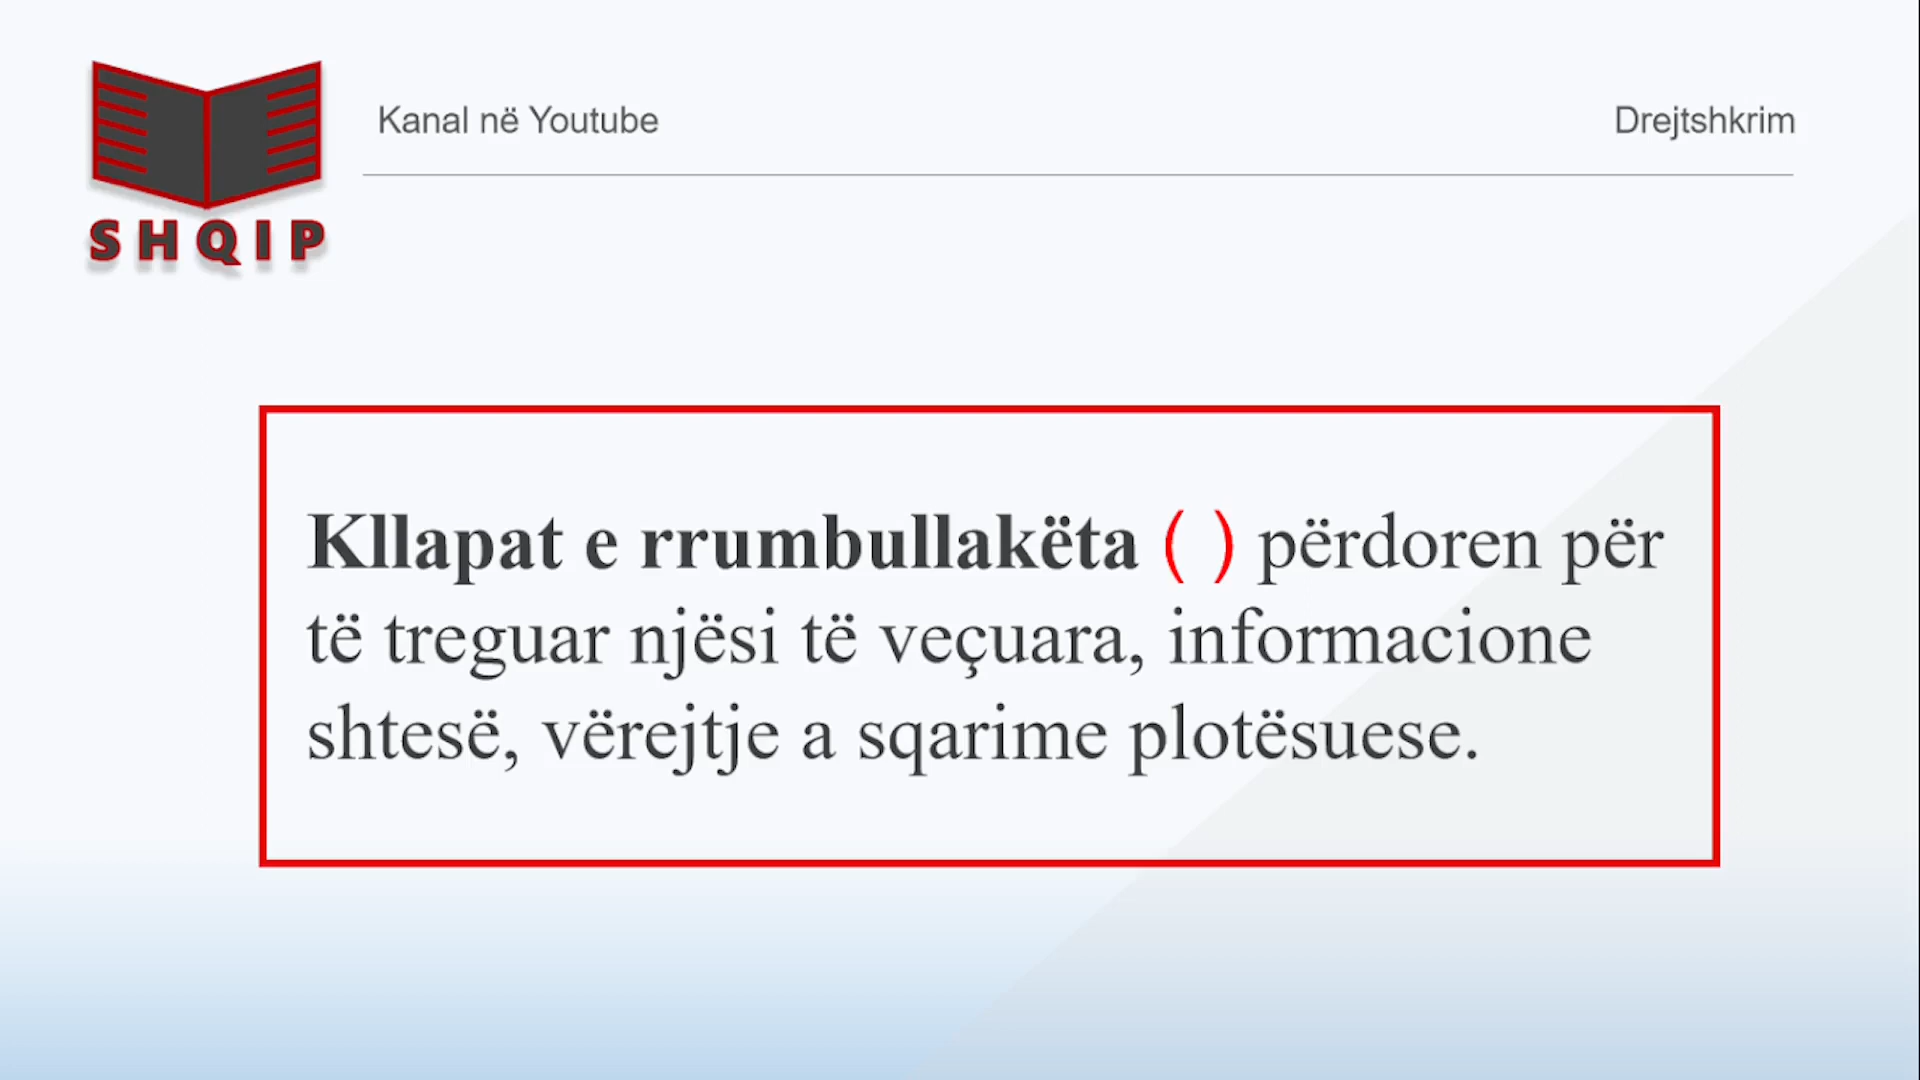 Kanal në Youtube
Drejtshkrim
SHQIP
Kllapat e rrumbullakëta ( ) përdoren për
të treguar njësi të veçuara, informacione
shtesë, vërejtje a sqarime plotësuese.